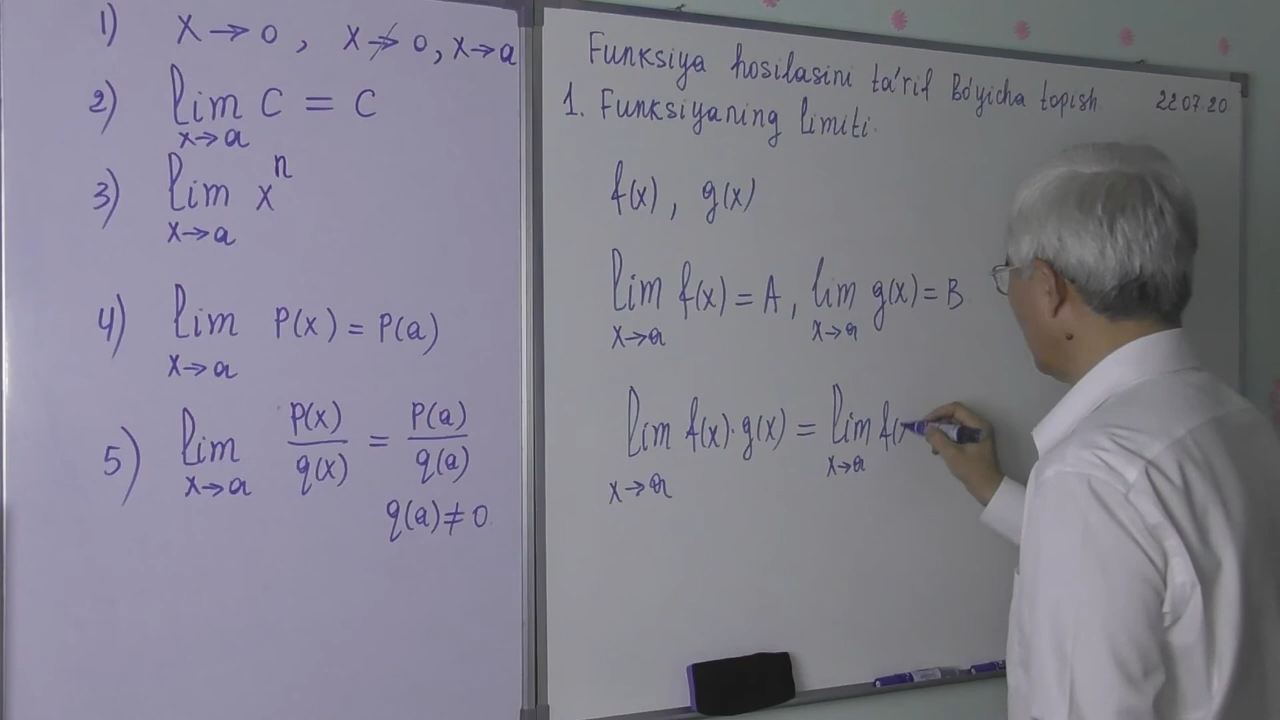 1) x → 0, x ↛ 0, x → a
2) lim C = C
x → a
3) lim xⁿ
x → a
4) lim P(x) = P(a)
x → a
5) lim P(x)/q(x) = P(a)/q(a)
x → a
q(a) ≠ 0
Funksiya hosilasini ta'rif Bo'yicha topish 22.07.20
1. Funksiyaning limiti.
f(x), g(x)
lim f(x) = A, lim g(x) = B
x → a x → a
lim f(x)·g(x) = lim f(x
x → a x → a